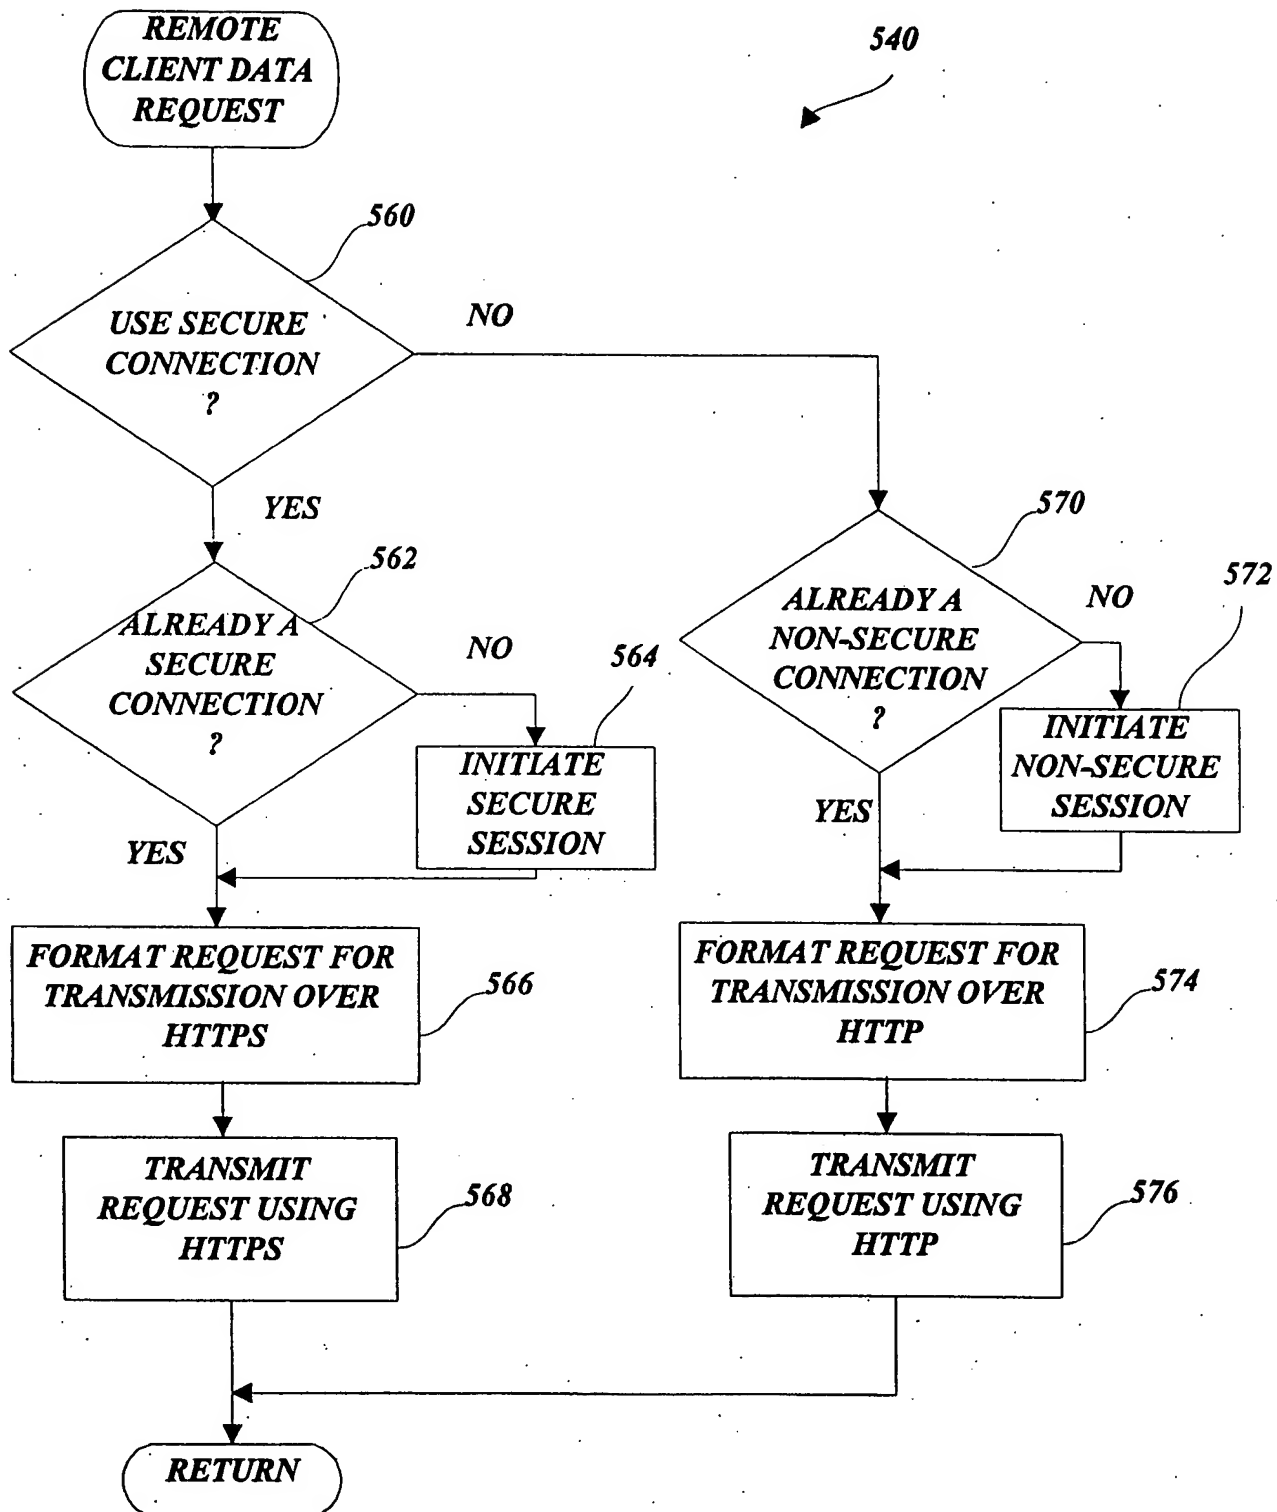 REMOTE
CLIENT DATA
REQUEST
540
560
USE SECURE
CONNECTION
?
NO
YES
562
ALREADY A
SECURE
CONNECTION
?
NO
564
INITIATE
SECURE
SESSION
YES
570
ALREADY A
NON-SECURE
CONNECTION
?
NO
572
INITIATE
NON-SECURE
SESSION
YES
FORMAT REQUEST FOR
TRANSMISSION OVER
HTTPS
566
FORMAT REQUEST FOR
TRANSMISSION OVER
HTTP
574
TRANSMIT
REQUEST USING
HTTPS
568
TRANSMIT
REQUEST USING
HTTP
576
RETURN